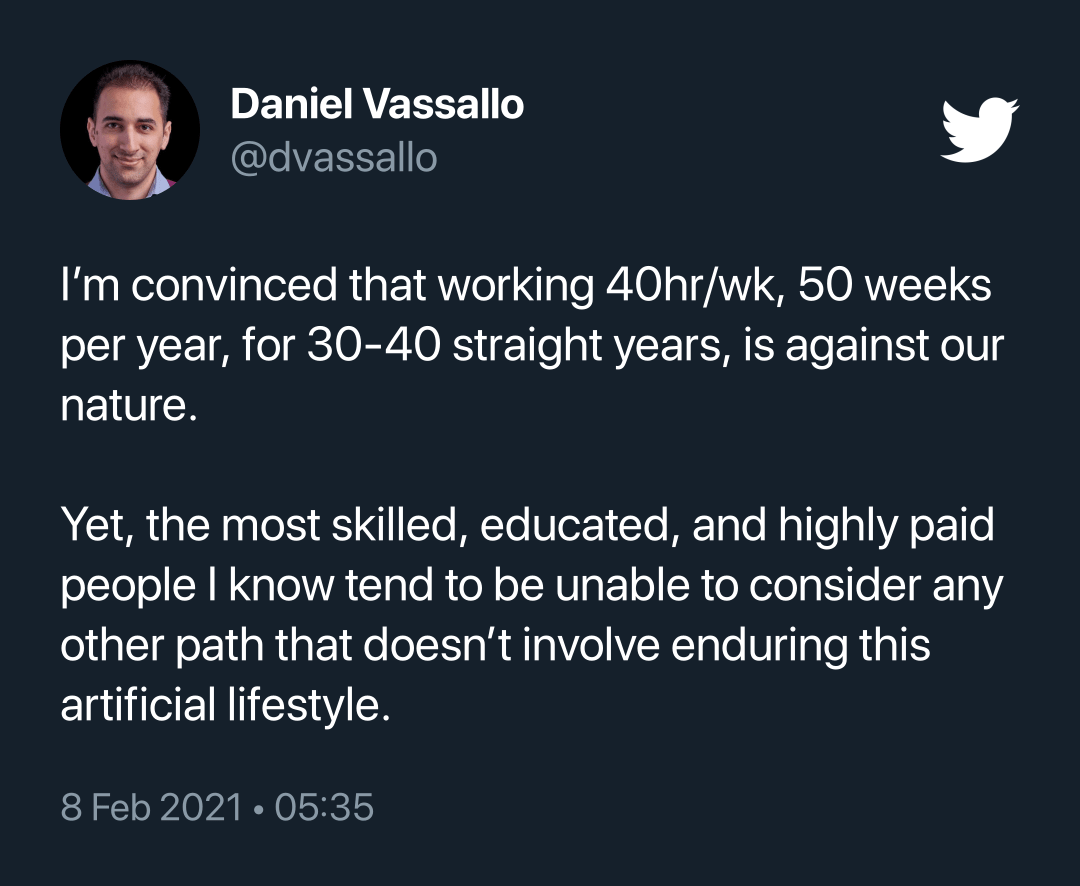 Daniel Vassallo
@dvassallo
I’m convinced that working 40hr/wk, 50 weeks
per year, for 30-40 straight years, is against our
nature.
Yet, the most skilled, educated, and highly paid
people I know tend to be unable to consider any
other path that doesn’t involve enduring this
artificial lifestyle.
8 Feb 2021 • 05:35